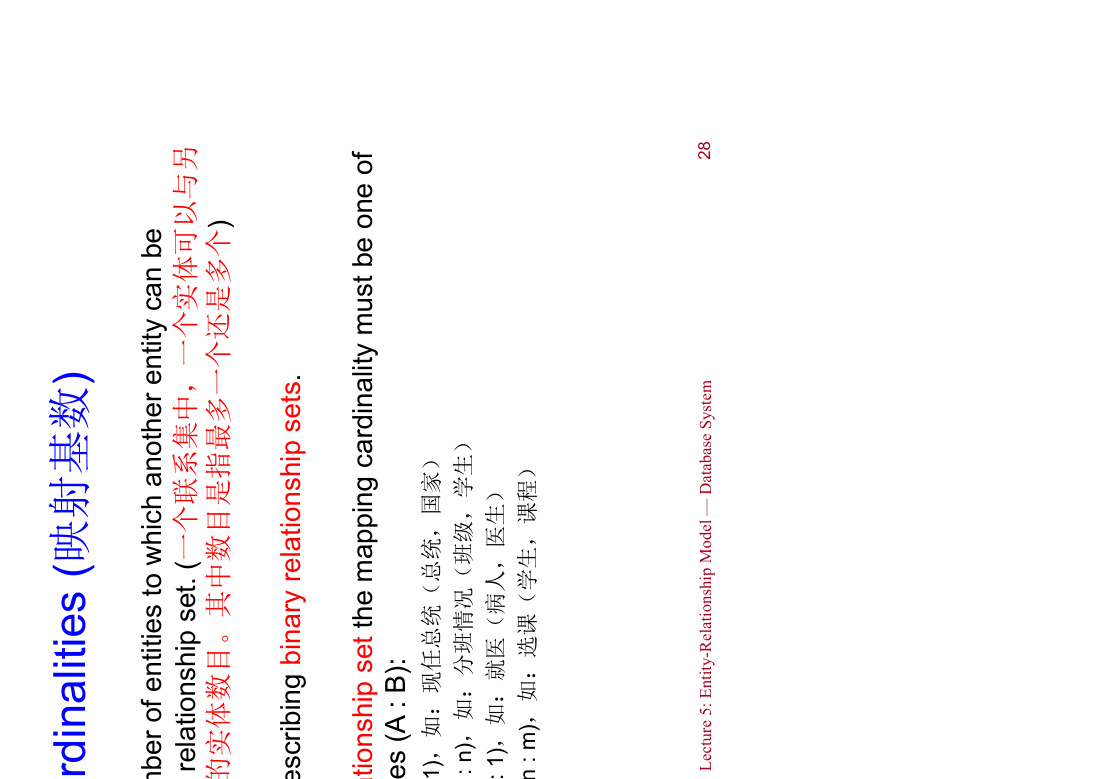 rdinalities (映射基数)
nber of entities to which another entity can be
relationship set. (一个联系集中，一个实体可以与另
的实体数目。其中数目是指最多一个还是多个)
escribing binary relationship sets.
tionship set the mapping cardinality must be one of
es (A : B):
1)，如：现任总统（总统，国家）
: n)，如：分班情况（班级，学生）
: 1)，如：就医（病人，医生）
n : m)，如：选课（学生，课程）
Lecture 5: Entity-Relationship Model — Database System
28